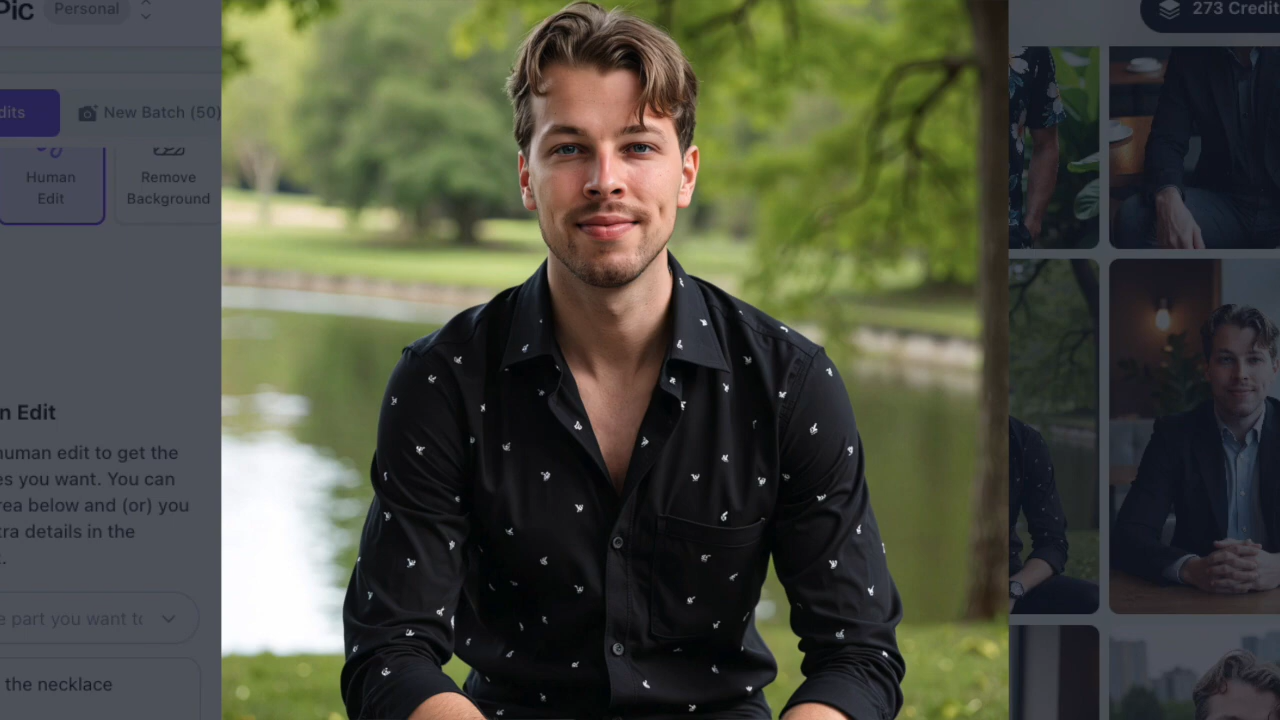 Pic Personal
273 Credit
dits
New Batch (50)
Human
Edit
Remove
Background
n Edit
human edit to get the
es you want. You can
rea below and (or) you
tra details in the
t.
e part you want to
the necklace